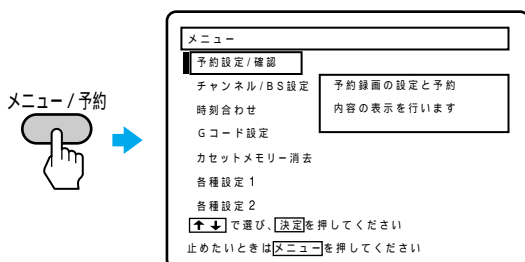 メニュー / 予約
メニュー
予約設定/確認
チャンネル/BS設定
時刻合わせ
Gコード設定
カセットメモリー消去
各種設定1
各種設定2
予約録画の設定と予約
内容の表示を行います
↑↓で選び、決定を押してください
止めたいときはメニューを押してください